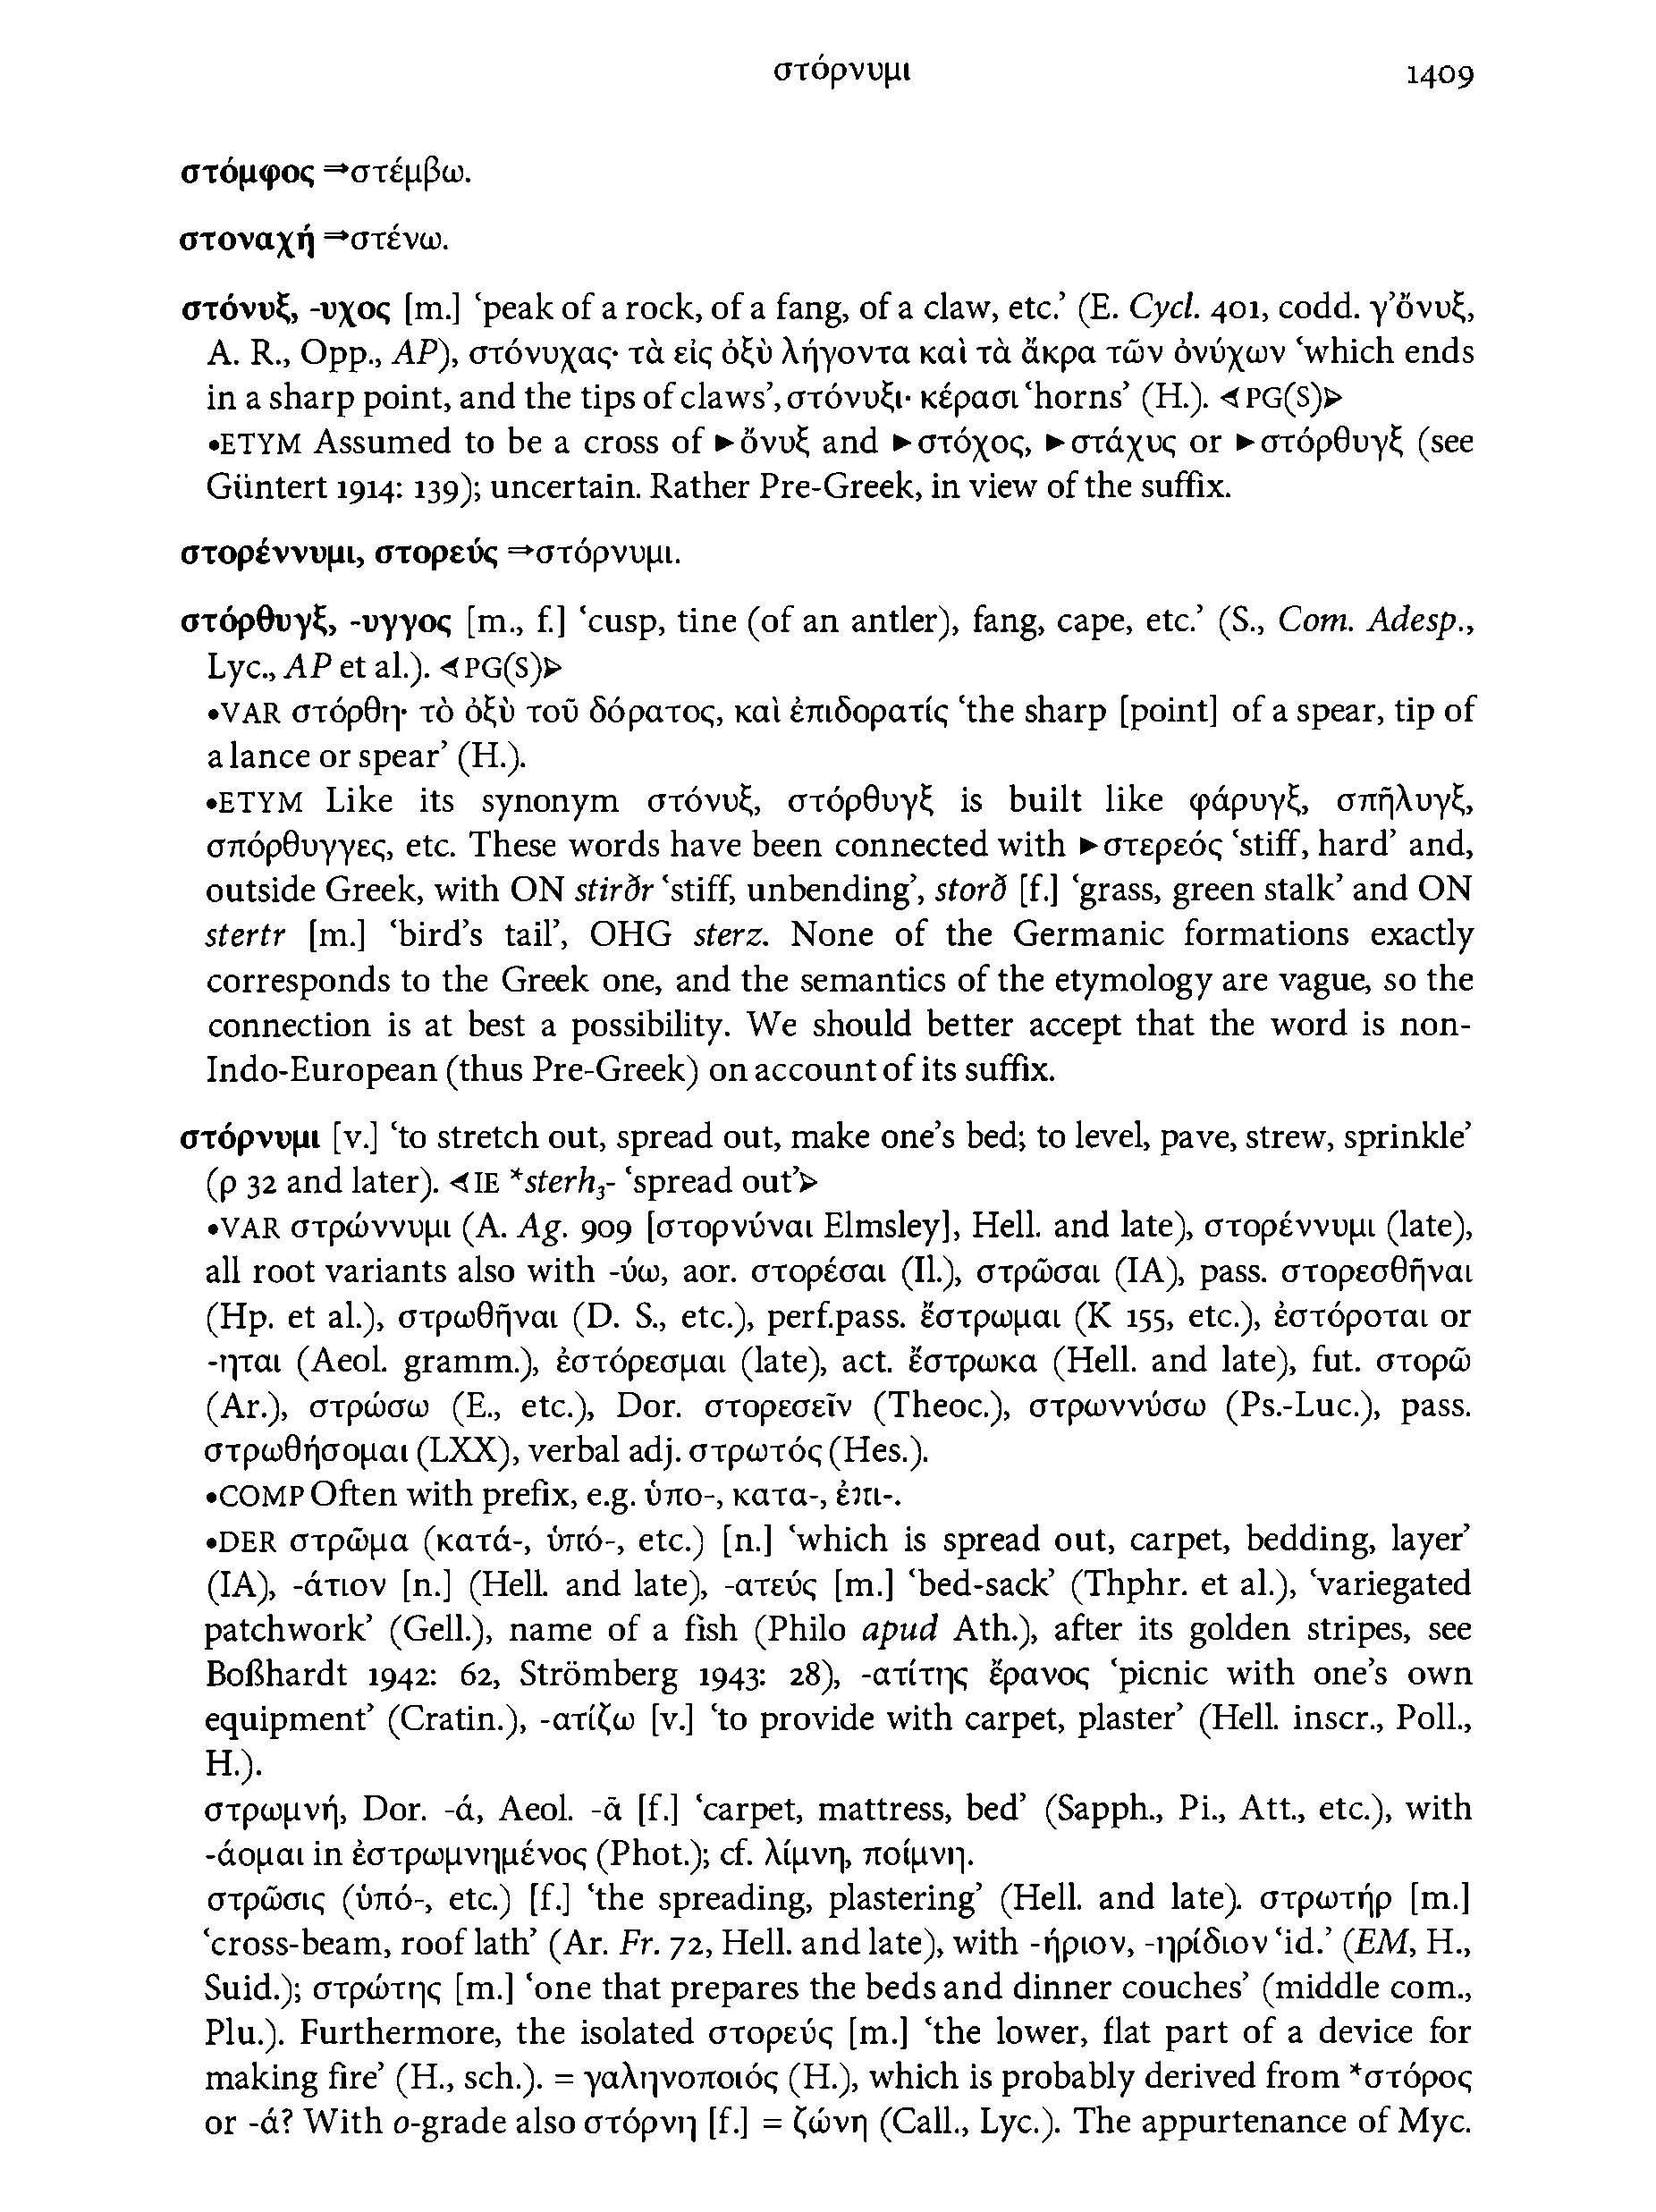 στόρνυμι 1409
στόμφος ⇒στέμβω.
στοναχή ⇒στένω.
στόνυξ, -υχος [m.] ‘peak of a rock, of a fang, of a claw, etc.’ (E. Cycl. 401, codd. γ’ὄνυξ,
A. R., Opp., AP), στόνυχας· τὰ εἰς ὀξὺ λήγοντα καὶ τὰ ἄκρα τῶν ὀνύχων ‘which ends
in a sharp point, and the tips of claws’, στόνυξι· κέρασι ‘horns’ (H.). ◁PG(S)▷
•ETYM Assumed to be a cross of ►ὄνυξ and ►στόχος, ►στάχυς or ►στόρθυγξ (see
Güntert 1914: 139); uncertain. Rather Pre-Greek, in view of the suffix.
στορέννυμι, στορεύς ⇒στόρνυμι.
στόρθυγξ, -υγγος [m., f.] ‘cusp, tine (of an antler), fang, cape, etc.’ (S., Com. Adesp.,
Lyc., AP et al.). ◁PG(S)▷
•VAR στόρθη· τὸ ὀξὺ τοῦ δόρατος, καὶ ἐπιδορατίς ‘the sharp [point] of a spear, tip of
a lance or spear’ (H.).
•ETYM Like its synonym στόνυξ, στόρθυγξ is built like φάρυγξ, σπῆλυγξ,
σπόρθυγγες, etc. These words have been connected with ►στερεός ‘stiff, hard’ and,
outside Greek, with ON stirðr ‘stiff, unbending’, storð [f.] ‘grass, green stalk’ and ON
stertr [m.] ‘bird’s tail’, OHG sterz. None of the Germanic formations exactly
corresponds to the Greek one, and the semantics of the etymology are vague, so the
connection is at best a possibility. We should better accept that the word is non-
Indo-European (thus Pre-Greek) on account of its suffix.
στόρνυμι [v.] ‘to stretch out, spread out, make one’s bed; to level, pave, strew, sprinkle’
(ρ 32 and later). ◁IE *sterh₃- ‘spread out’▷
•VAR στρώννυμι (A. Ag. 909 [στορνύναι Elmsley], Hell. and late), στορέννυμι (late),
all root variants also with -ύω, aor. στορέσαι (Il.), στρῶσαι (IA), pass. στορεσθῆναι
(Hp. et al.), στρωθῆναι (D. S., etc.), perf.pass. ἔστρωμαι (K 155, etc.), ἐστόροται or
-ηται (Aeol. gramm.), ἐστόρεσμαι (late), act. ἔστρωκα (Hell. and late), fut. στορῶ
(Ar.), στρώσω (E., etc.), Dor. στορεσεῖν (Theoc.), στρωννύσω (Ps.-Luc.), pass.
στρωθήσομαι (LXX), verbal adj. στρωτός (Hes.).
•COMP Often with prefix, e.g. ὑπο-, κατα-, ἐπι-.
•DER στρῶμα (κατά-, ὑπό-, etc.) [n.] ‘which is spread out, carpet, bedding, layer’
(IA), -άτιον [n.] (Hell. and late), -ατεύς [m.] ‘bed-sack’ (Thphr. et al.), ‘variegated
patchwork’ (Gell.), name of a fish (Philo apud Ath.), after its golden stripes, see
Boßhardt 1942: 62, Strömberg 1943: 28), -ατίτης ἔρανος ‘picnic with one’s own
equipment’ (Cratin.), -ατίζω [v.] ‘to provide with carpet, plaster’ (Hell. inscr., Poll.,
H.).
στρωμνή, Dor. -ά, Aeol. -ᾱ [f.] ‘carpet, mattress, bed’ (Sapph., Pi., Att., etc.), with
-άομαι in ἐστρωμνημένος (Phot.); cf. λίμνη, ποίμνη.
στρῶσις (ὑπό-, etc.) [f.] ‘the spreading, plastering’ (Hell. and late). στρωτήρ [m.]
‘cross-beam, roof lath’ (Ar. Fr. 72, Hell. and late), with -ήριον, -ηρίδιον ‘id.’ (EM, H.,
Suid.); στρώτης [m.] ‘one that prepares the beds and dinner couches’ (middle com.,
Plu.). Furthermore, the isolated στορεύς [m.] ‘the lower, flat part of a device for
making fire’ (H., sch.). = γαληνοποιός (H.), which is probably derived from *στόρος
or -ά? With o-grade also στόρνη [f.] = ζώνη (Call., Lyc.). The appurtenance of Myc.